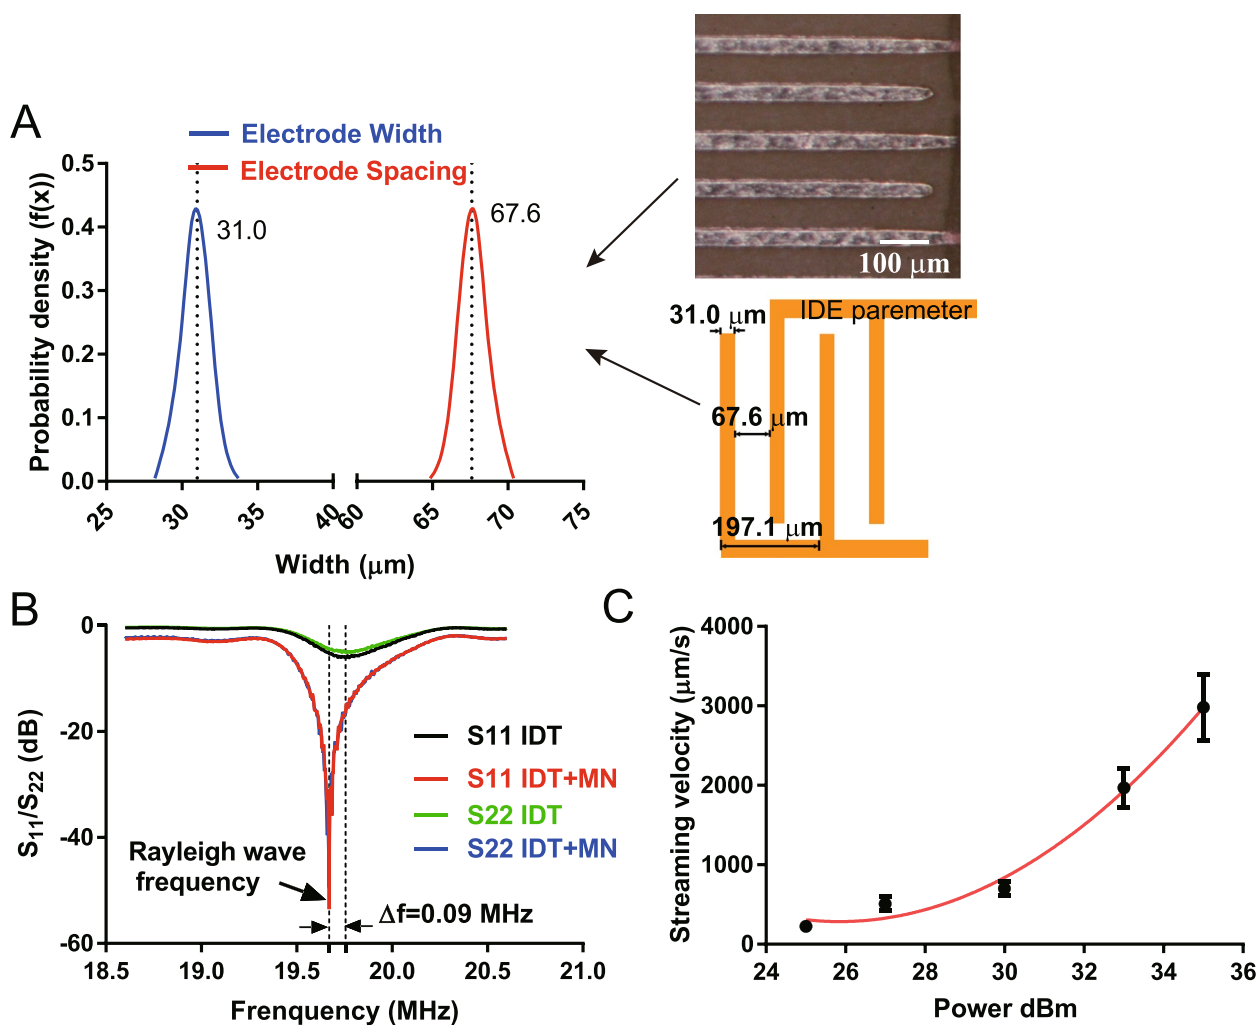 A
Electrode Width
Electrode Spacing
Probability density (f(x))
0.5
0.4
0.3
0.2
0.1
0.0
31.0
67.6
25
30
35
40
60
65
70
75
Width (μm)
100 μm
IDE paremeter
31.0 μm
67.6 μm
197.1 μm
B
S11/S22 (dB)
0
-20
-40
-60
S11 IDT
S11 IDT+MN
S22 IDT
S22 IDT+MN
Rayleigh wave
frequency
Δf=0.09 MHz
18.5 19.0 19.5 20.0 20.5 21.0
Frenquency (MHz)
C
Streaming velocity (μm/s)
4000
3000
2000
1000
0
24 26 28 30 32 34 36
Power dBm